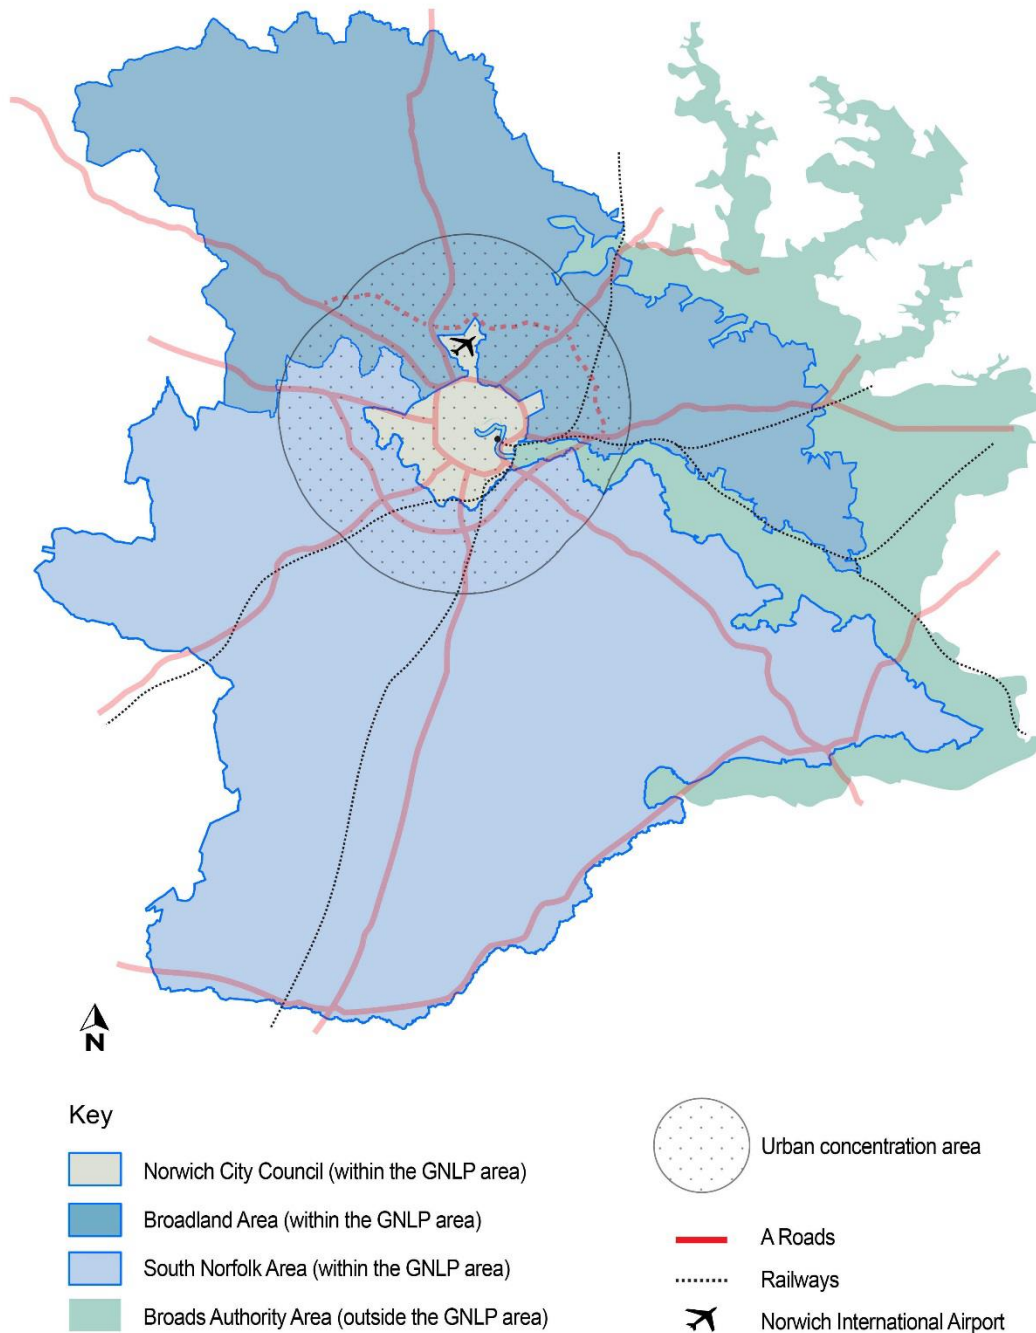 N
Key
Norwich City Council (within the GNLP area)
Broadland Area (within the GNLP area)
South Norfolk Area (within the GNLP area)
Broads Authority Area (outside the GNLP area)
Urban concentration area
A Roads
Railways
Norwich International Airport